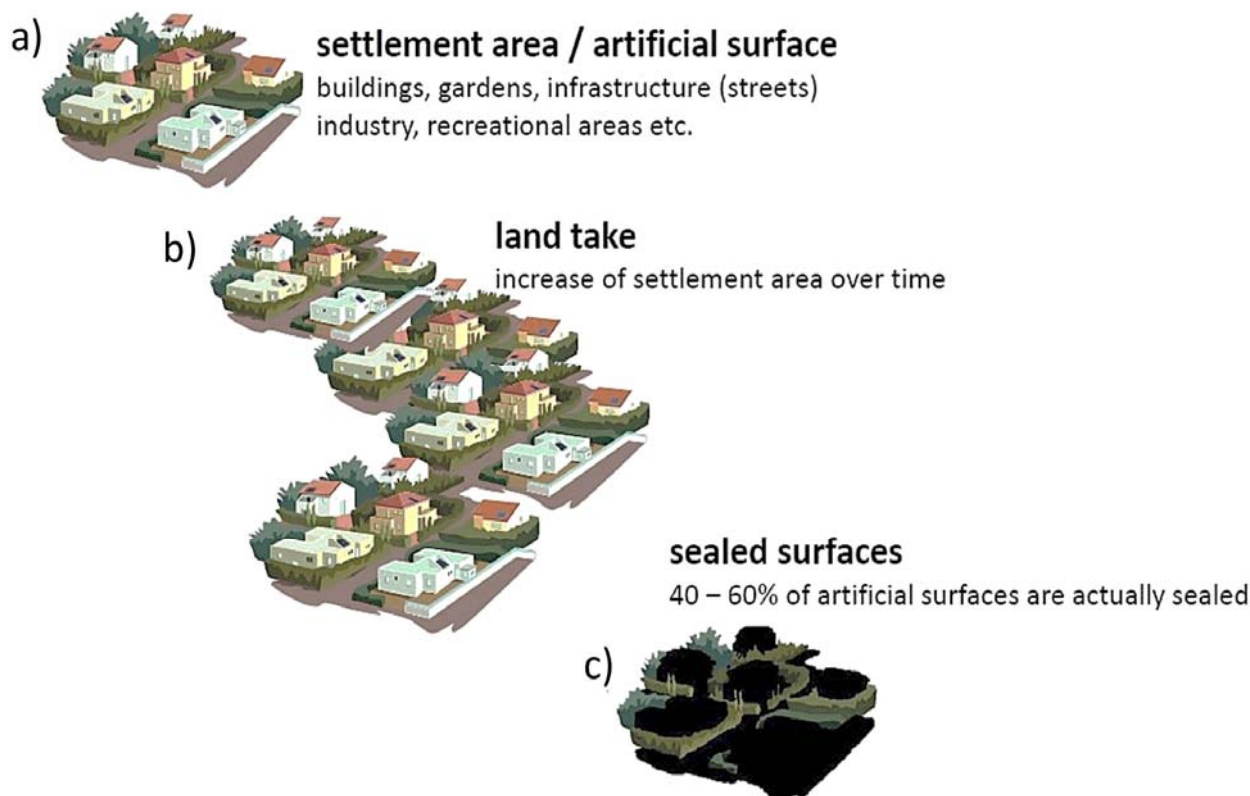 a)
settlement area / artificial surface
buildings, gardens, infrastructure (streets)
industry, recreational areas etc.
b)
land take
increase of settlement area over time
sealed surfaces
40 – 60% of artificial surfaces are actually sealed
c)